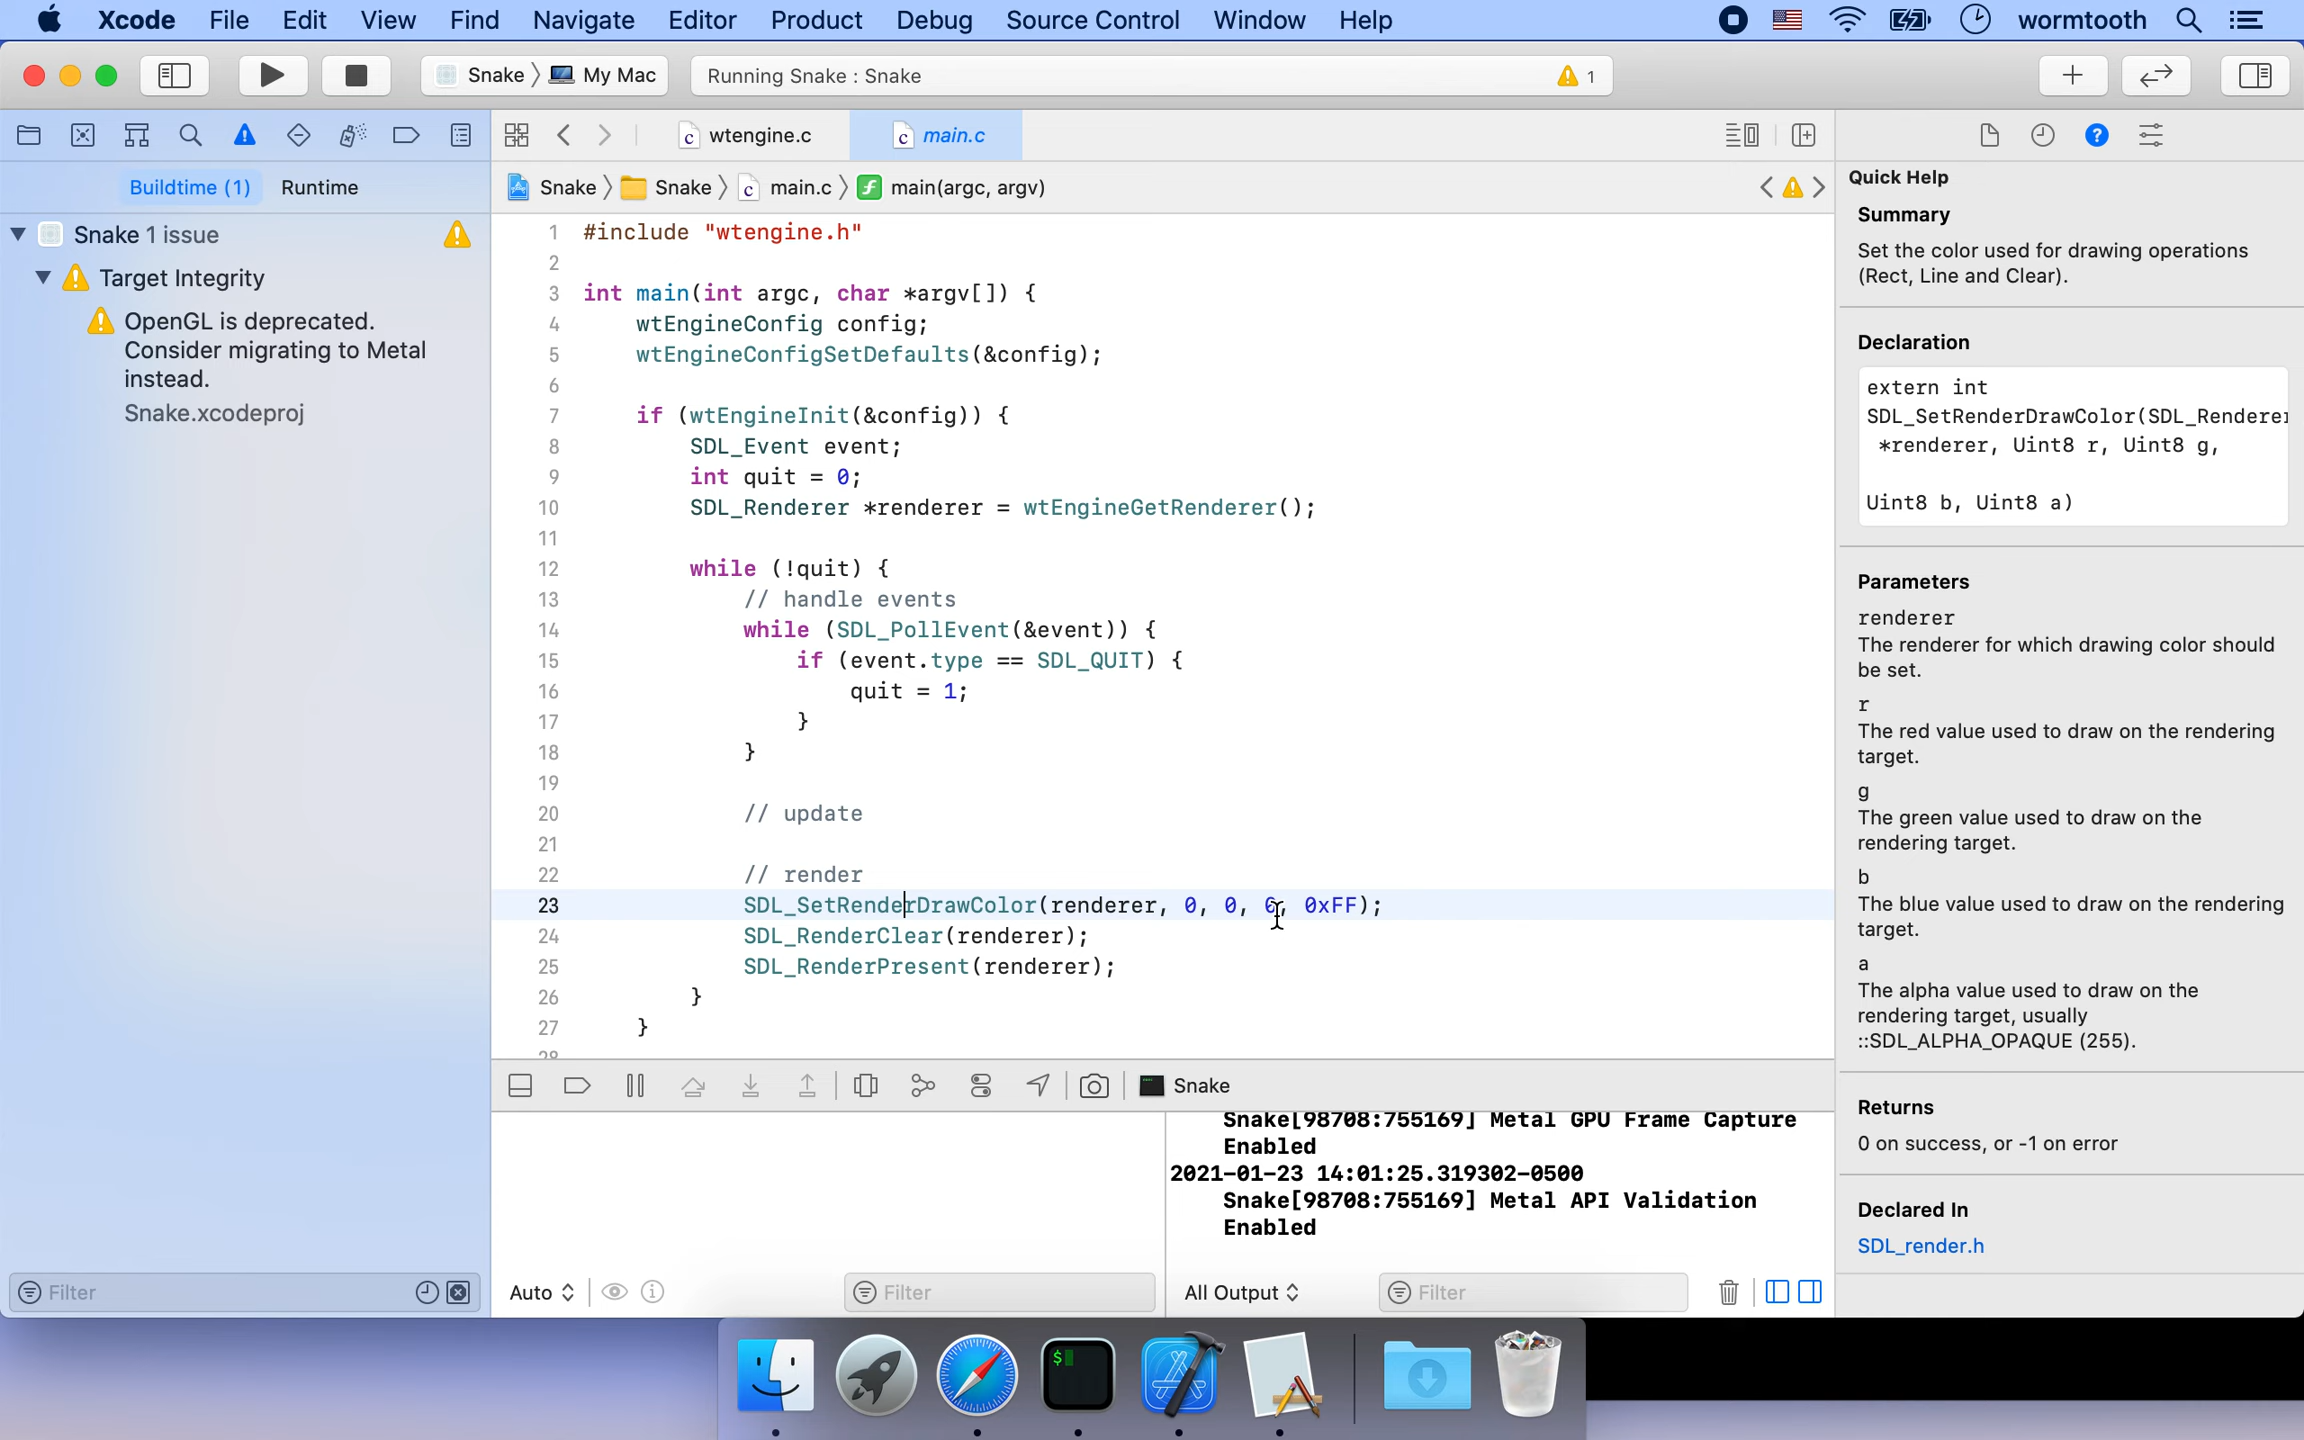 Xcode File Edit View Find Navigate Editor Product Debug Source Control Window Help wormtooth
Snake My Mac Running Snake : Snake 1
wtengine.c main.c
Buildtime (1) Runtime
Snake Snake main.c main(argc, argv)
Snake 1 issue
Target Integrity
OpenGL is deprecated.
Consider migrating to Metal
instead.
Snake.xcodeproj
Filter
1 #include "wtengine.h"
2
3 int main(int argc, char *argv[]) {
4 wtEngineConfig config;
5 wtEngineConfigSetDefaults(&config);
6
7 if (wtEngineInit(&config)) {
8 SDL_Event event;
9 int quit = 0;
10 SDL_Renderer *renderer = wtEngineGetRenderer();
11
12 while (!quit) {
13 // handle events
14 while (SDL_PollEvent(&event)) {
15 if (event.type == SDL_QUIT) {
16 quit = 1;
17 }
18 }
19
20 // update
21
22 // render
23 SDL_SetRenderDrawColor(renderer, 0, 0, 0, 0xFF);
24 SDL_RenderClear(renderer);
25 SDL_RenderPresent(renderer);
26 }
27 }
28
Snake
Snake[98708:755169] Metal GPU Frame Capture
Enabled
2021-01-23 14:01:25.319302-0500
Snake[98708:755169] Metal API Validation
Enabled
Auto Filter All Output Filter
Quick Help
Summary
Set the color used for drawing operations
(Rect, Line and Clear).
Declaration
extern int
SDL_SetRenderDrawColor(SDL_Renderer
*renderer, Uint8 r, Uint8 g,
Uint8 b, Uint8 a)
Parameters
renderer
The renderer for which drawing color should
be set.
r
The red value used to draw on the rendering
target.
g
The green value used to draw on the
rendering target.
b
The blue value used to draw on the rendering
target.
a
The alpha value used to draw on the
rendering target, usually
::SDL_ALPHA_OPAQUE (255).
Returns
0 on success, or -1 on error
Declared In
SDL_render.h
$